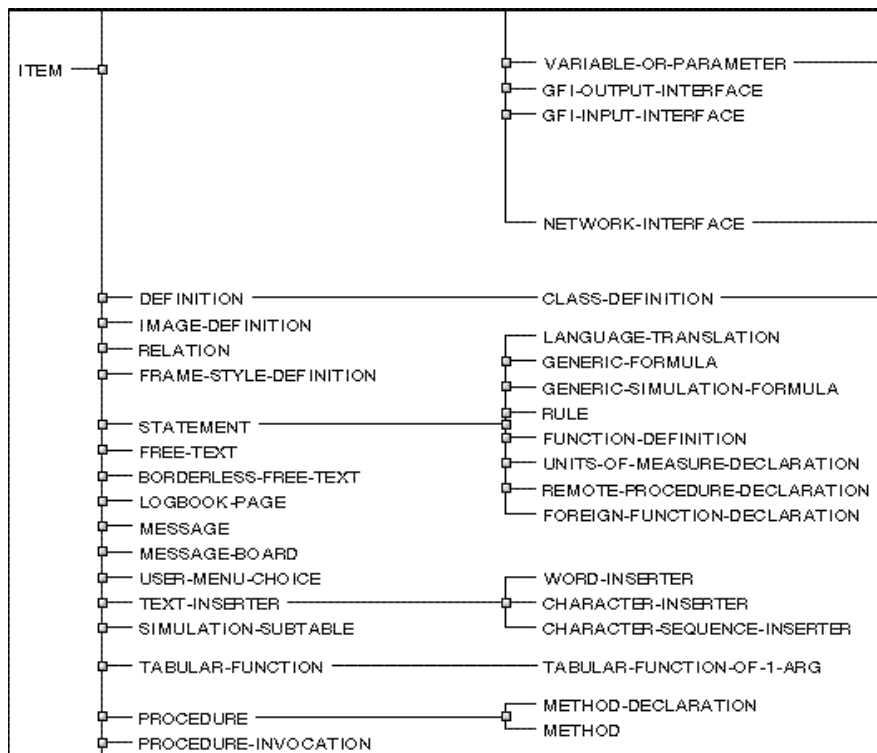 ITEM
VARIABLE-OR-PARAMETER
GFI-OUTPUT-INTERFACE
GFI-INPUT-INTERFACE
NETWORK-INTERFACE
DEFINITION
CLASS-DEFINITION
IMAGE-DEFINITION
RELATION
FRAME-STYLE-DEFINITION
LANGUAGE-TRANSLATION
GENERIC-FORMULA
GENERIC-SIMULATION-FORMULA
RULE
STATEMENT
FUNCTION-DEFINITION
UNITS-OF-MEASURE-DECLARATION
REMOTE-PROCEDURE-DECLARATION
FOREIGN-FUNCTION-DECLARATION
FREE-TEXT
BORDERLESS-FREE-TEXT
LOGBOOK-PAGE
MESSAGE
MESSAGE-BOARD
USER-MENU-CHOICE
TEXT-INSERTER
WORD-INSERTER
CHARACTER-INSERTER
CHARACTER-SEQUENCE-INSERTER
SIMULATION-SUBTABLE
TABULAR-FUNCTION
TABULAR-FUNCTION-OF-1-ARG
PROCEDURE
METHOD-DECLARATION
METHOD
PROCEDURE-INVOCATION